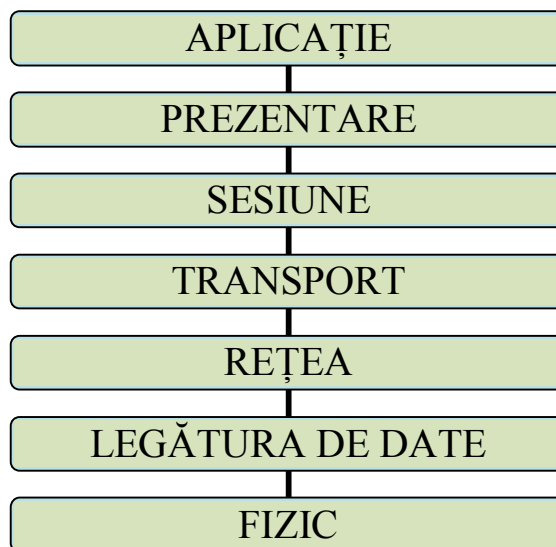 APLICAȚIE
PREZENTARE
SESIUNE
TRANSPORT
REȚEA
LEGĂTURA DE DATE
FIZIC